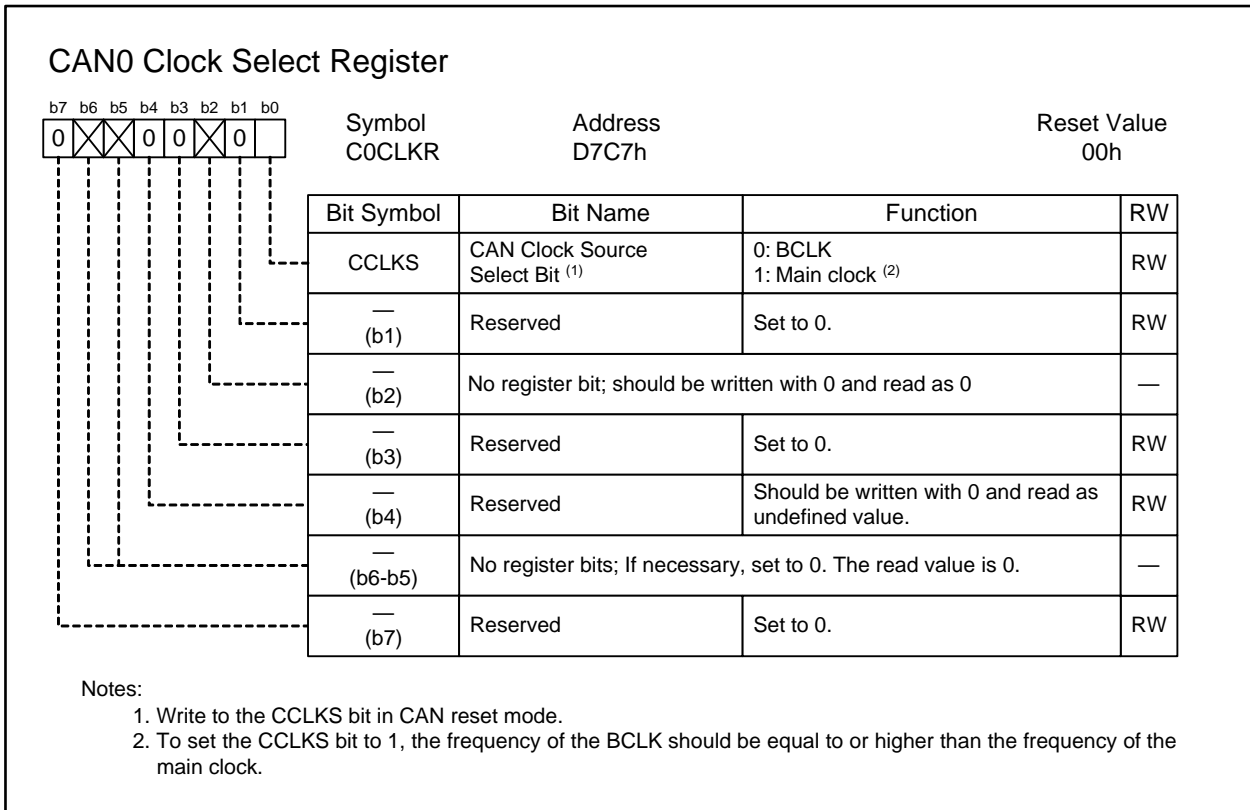 CAN0 Clock Select Register
b7 b6 b5 b4 b3 b2 b1 b0
0 0 0 0
Symbol Address Reset Value
C0CLKR D7C7h 00h
Bit Symbol Bit Name Function RW
CCLKS CAN Clock Source Select Bit (1) 0: BCLK RW
1: Main clock (2)
— (b1) Reserved Set to 0. RW
— (b2) No register bit; should be written with 0 and read as 0 —
— (b3) Reserved Set to 0. RW
— (b4) Reserved Should be written with 0 and read as undefined value. RW
— (b6-b5) No register bits; If necessary, set to 0. The read value is 0. —
— (b7) Reserved Set to 0. RW
Notes:
1. Write to the CCLKS bit in CAN reset mode.
2. To set the CCLKS bit to 1, the frequency of the BCLK should be equal to or higher than the frequency of the
main clock.